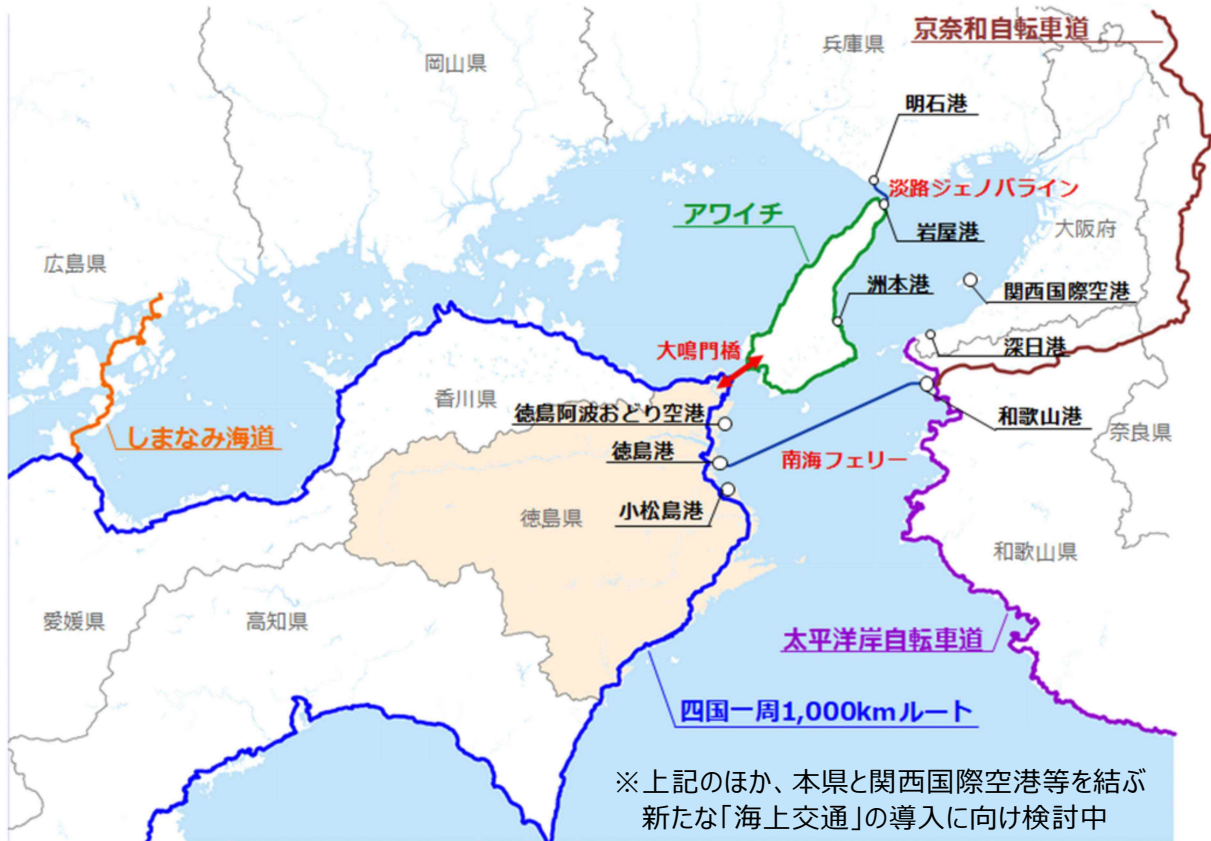 京奈和自転車道
兵庫県
岡山県
明石港
淡路ジェノバライン
アワイチ
岩屋港
大阪府
広島県
洲本港
関西国際空港
大鳴門橋
深日港
香川県
徳島阿波おどり空港
和歌山港
奈良県
しまなみ海道
徳島港
南海フェリー
小松島港
徳島県
和歌山県
愛媛県
高知県
太平洋岸自転車道
四国一周1,000kmルート
※上記のほか、本県と関西国際空港等を結ぶ
新たな「海上交通」の導入に向け検討中